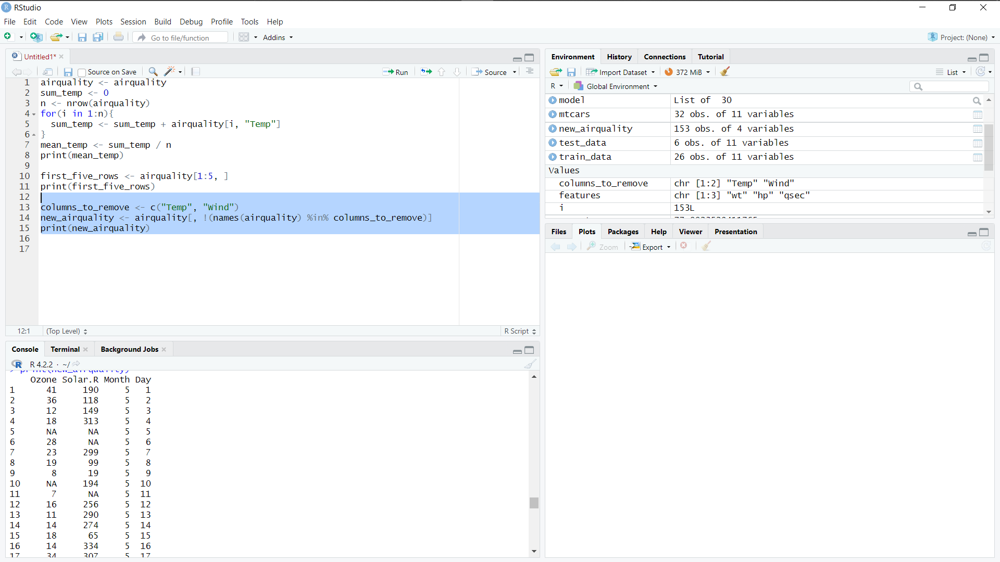 RStudio
File Edit Code View Plots Session Build Debug Profile Tools Help
Go to file/function Addins Project: (None)
Untitled1*
Source on Save Run Source
1 airquality <- airquality
2 sum_temp <- 0
3 n <- nrow(airquality)
4 for(i in 1:n){
5 sum_temp <- sum_temp + airquality[i, "Temp"]
6 }
7 mean_temp <- sum_temp / n
8 print(mean_temp)
9
10 first_five_rows <- airquality[1:5, ]
11 print(first_five_rows)
12
13 columns_to_remove <- c("Temp", "Wind")
14 new_airquality <- airquality[, !(names(airquality) %in% columns_to_remove)]
15 print(new_airquality)
16
17
12:1 (Top Level) R Script
Console Terminal Background Jobs
R 4.2.2 · ~/
> print(new_airquality)
Ozone Solar.R Month Day
1 41 190 5 1
2 36 118 5 2
3 12 149 5 3
4 18 313 5 4
5 NA NA 5 5
6 28 NA 5 6
7 23 299 5 7
8 19 99 5 8
9 8 19 5 9
10 NA 194 5 10
11 7 NA 5 11
12 16 256 5 12
13 11 290 5 13
14 14 274 5 14
15 18 65 5 15
16 14 334 5 16
17 34 307 5 17
Environment History Connections Tutorial
Import Dataset 372 MiB List
R Global Environment
model List of 30
mtcars 32 obs. of 11 variables
new_airquality 153 obs. of 4 variables
test_data 6 obs. of 11 variables
train_data 26 obs. of 11 variables
Values
columns_to_remove chr [1:2] "Temp" "Wind"
features chr [1:3] "wt" "hp" "qsec"
i 153L
Files Plots Packages Help Viewer Presentation
Zoom Export